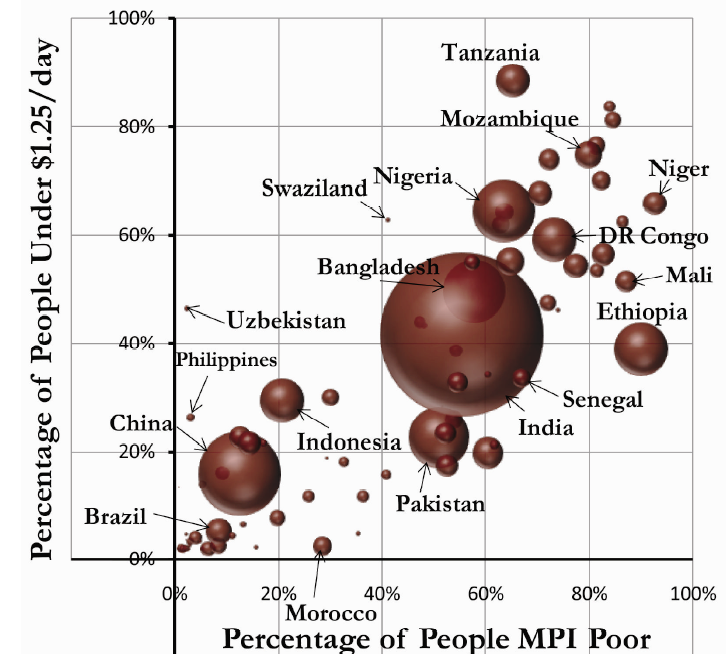 Percentage of People Under $1.25/day
100%
80%
60%
40%
20%
0%
Tanzania
Mozambique
Nigeria
Niger
Swaziland
DR Congo
Bangladesh
Mali
Ethiopia
Uzbekistan
Philippines
Senegal
China
India
Indonesia
Pakistan
Brazil
0%
20%
40%
60%
80%
100%
Morocco
Percentage of People MPI Poor